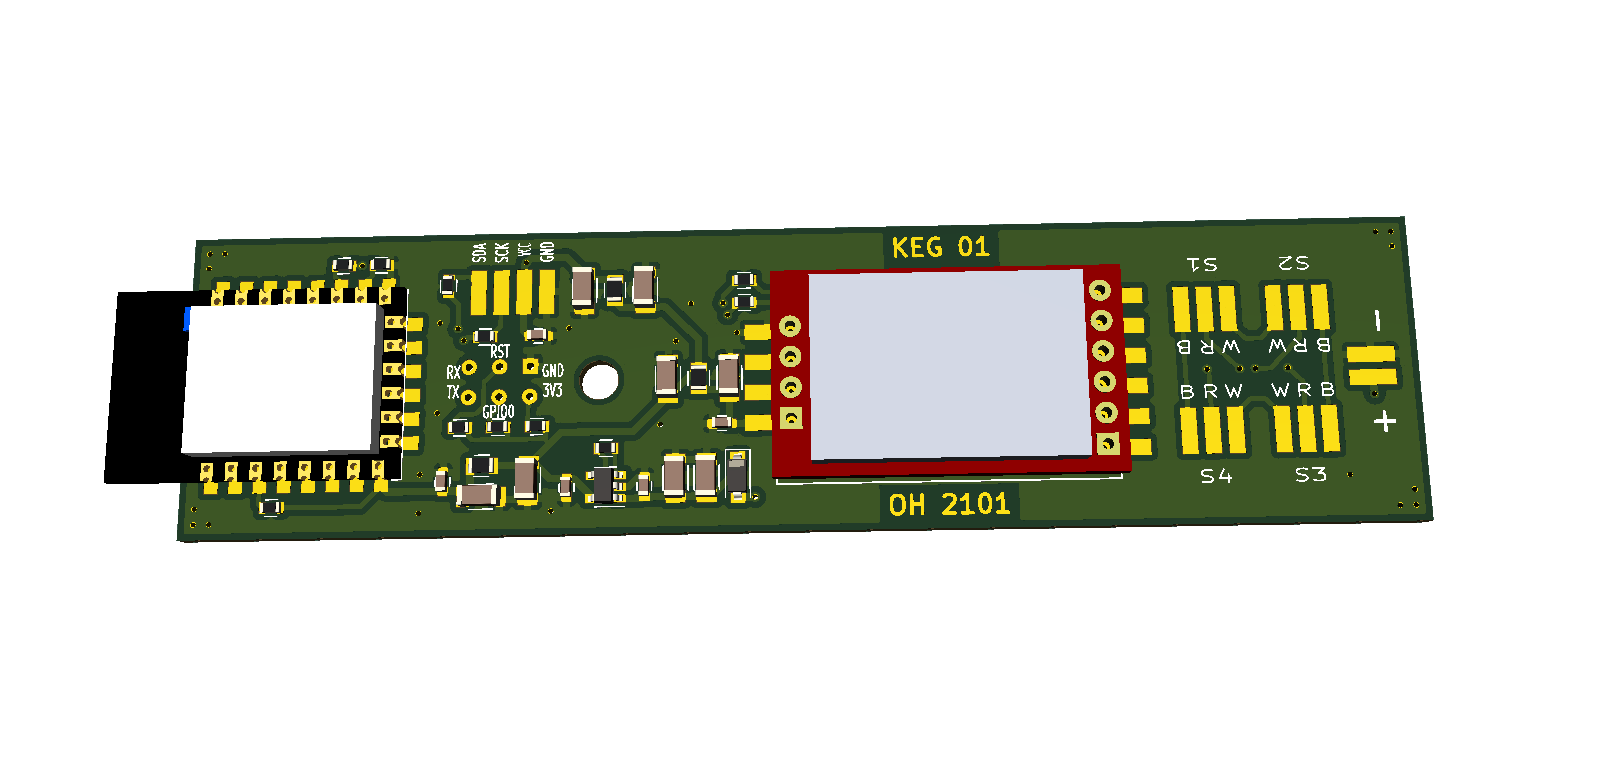 SDA SCK VCC GND
KEG 01
S1 S2
RST
RX GND
TX 3V3
GPIO0
B R W W R B
B R W W R B
−
+
S4 S3
OH 2101